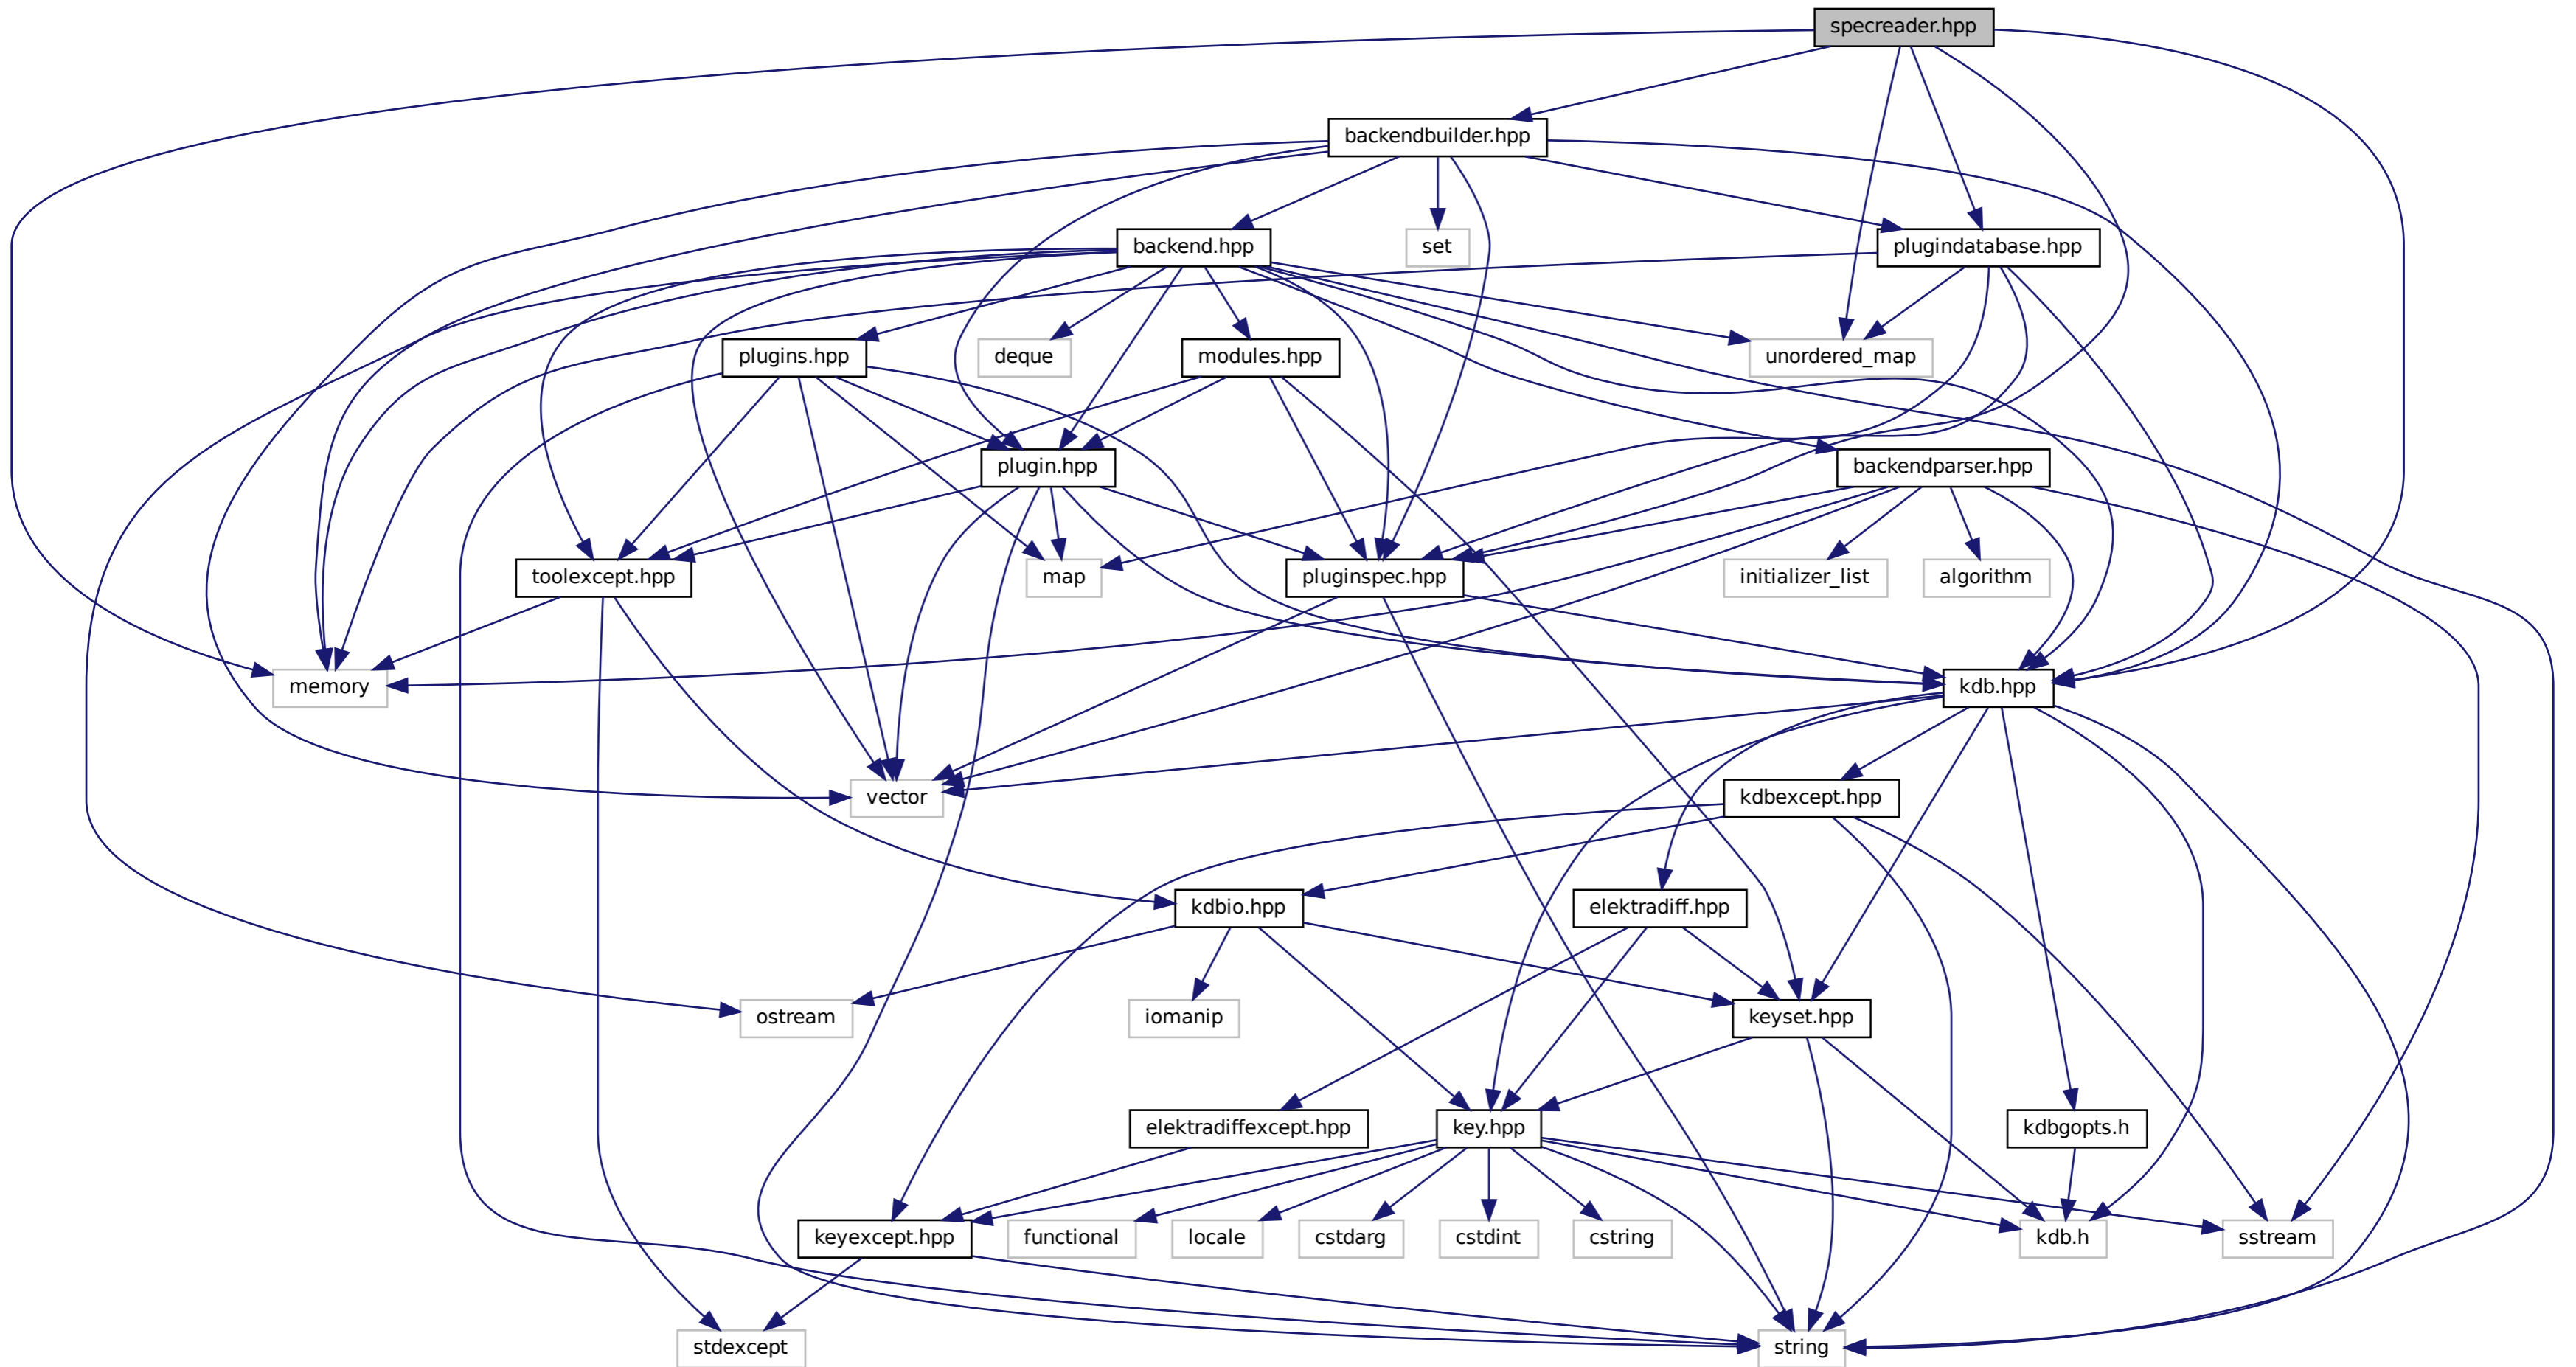 specreader.hpp
backendbuilder.hpp
backend.hpp
set
plugindatabase.hpp
plugins.hpp
deque
modules.hpp
unordered_map
plugin.hpp
backendparser.hpp
toolexcept.hpp
map
pluginspec.hpp
initializer_list
algorithm
memory
kdb.hpp
vector
kdbexcept.hpp
kdbio.hpp
elektradiff.hpp
ostream
iomanip
keyset.hpp
elektradiffexcept.hpp
key.hpp
kdbgopts.h
keyexcept.hpp
functional
locale
cstdarg
cstdint
cstring
kdb.h
sstream
stdexcept
string